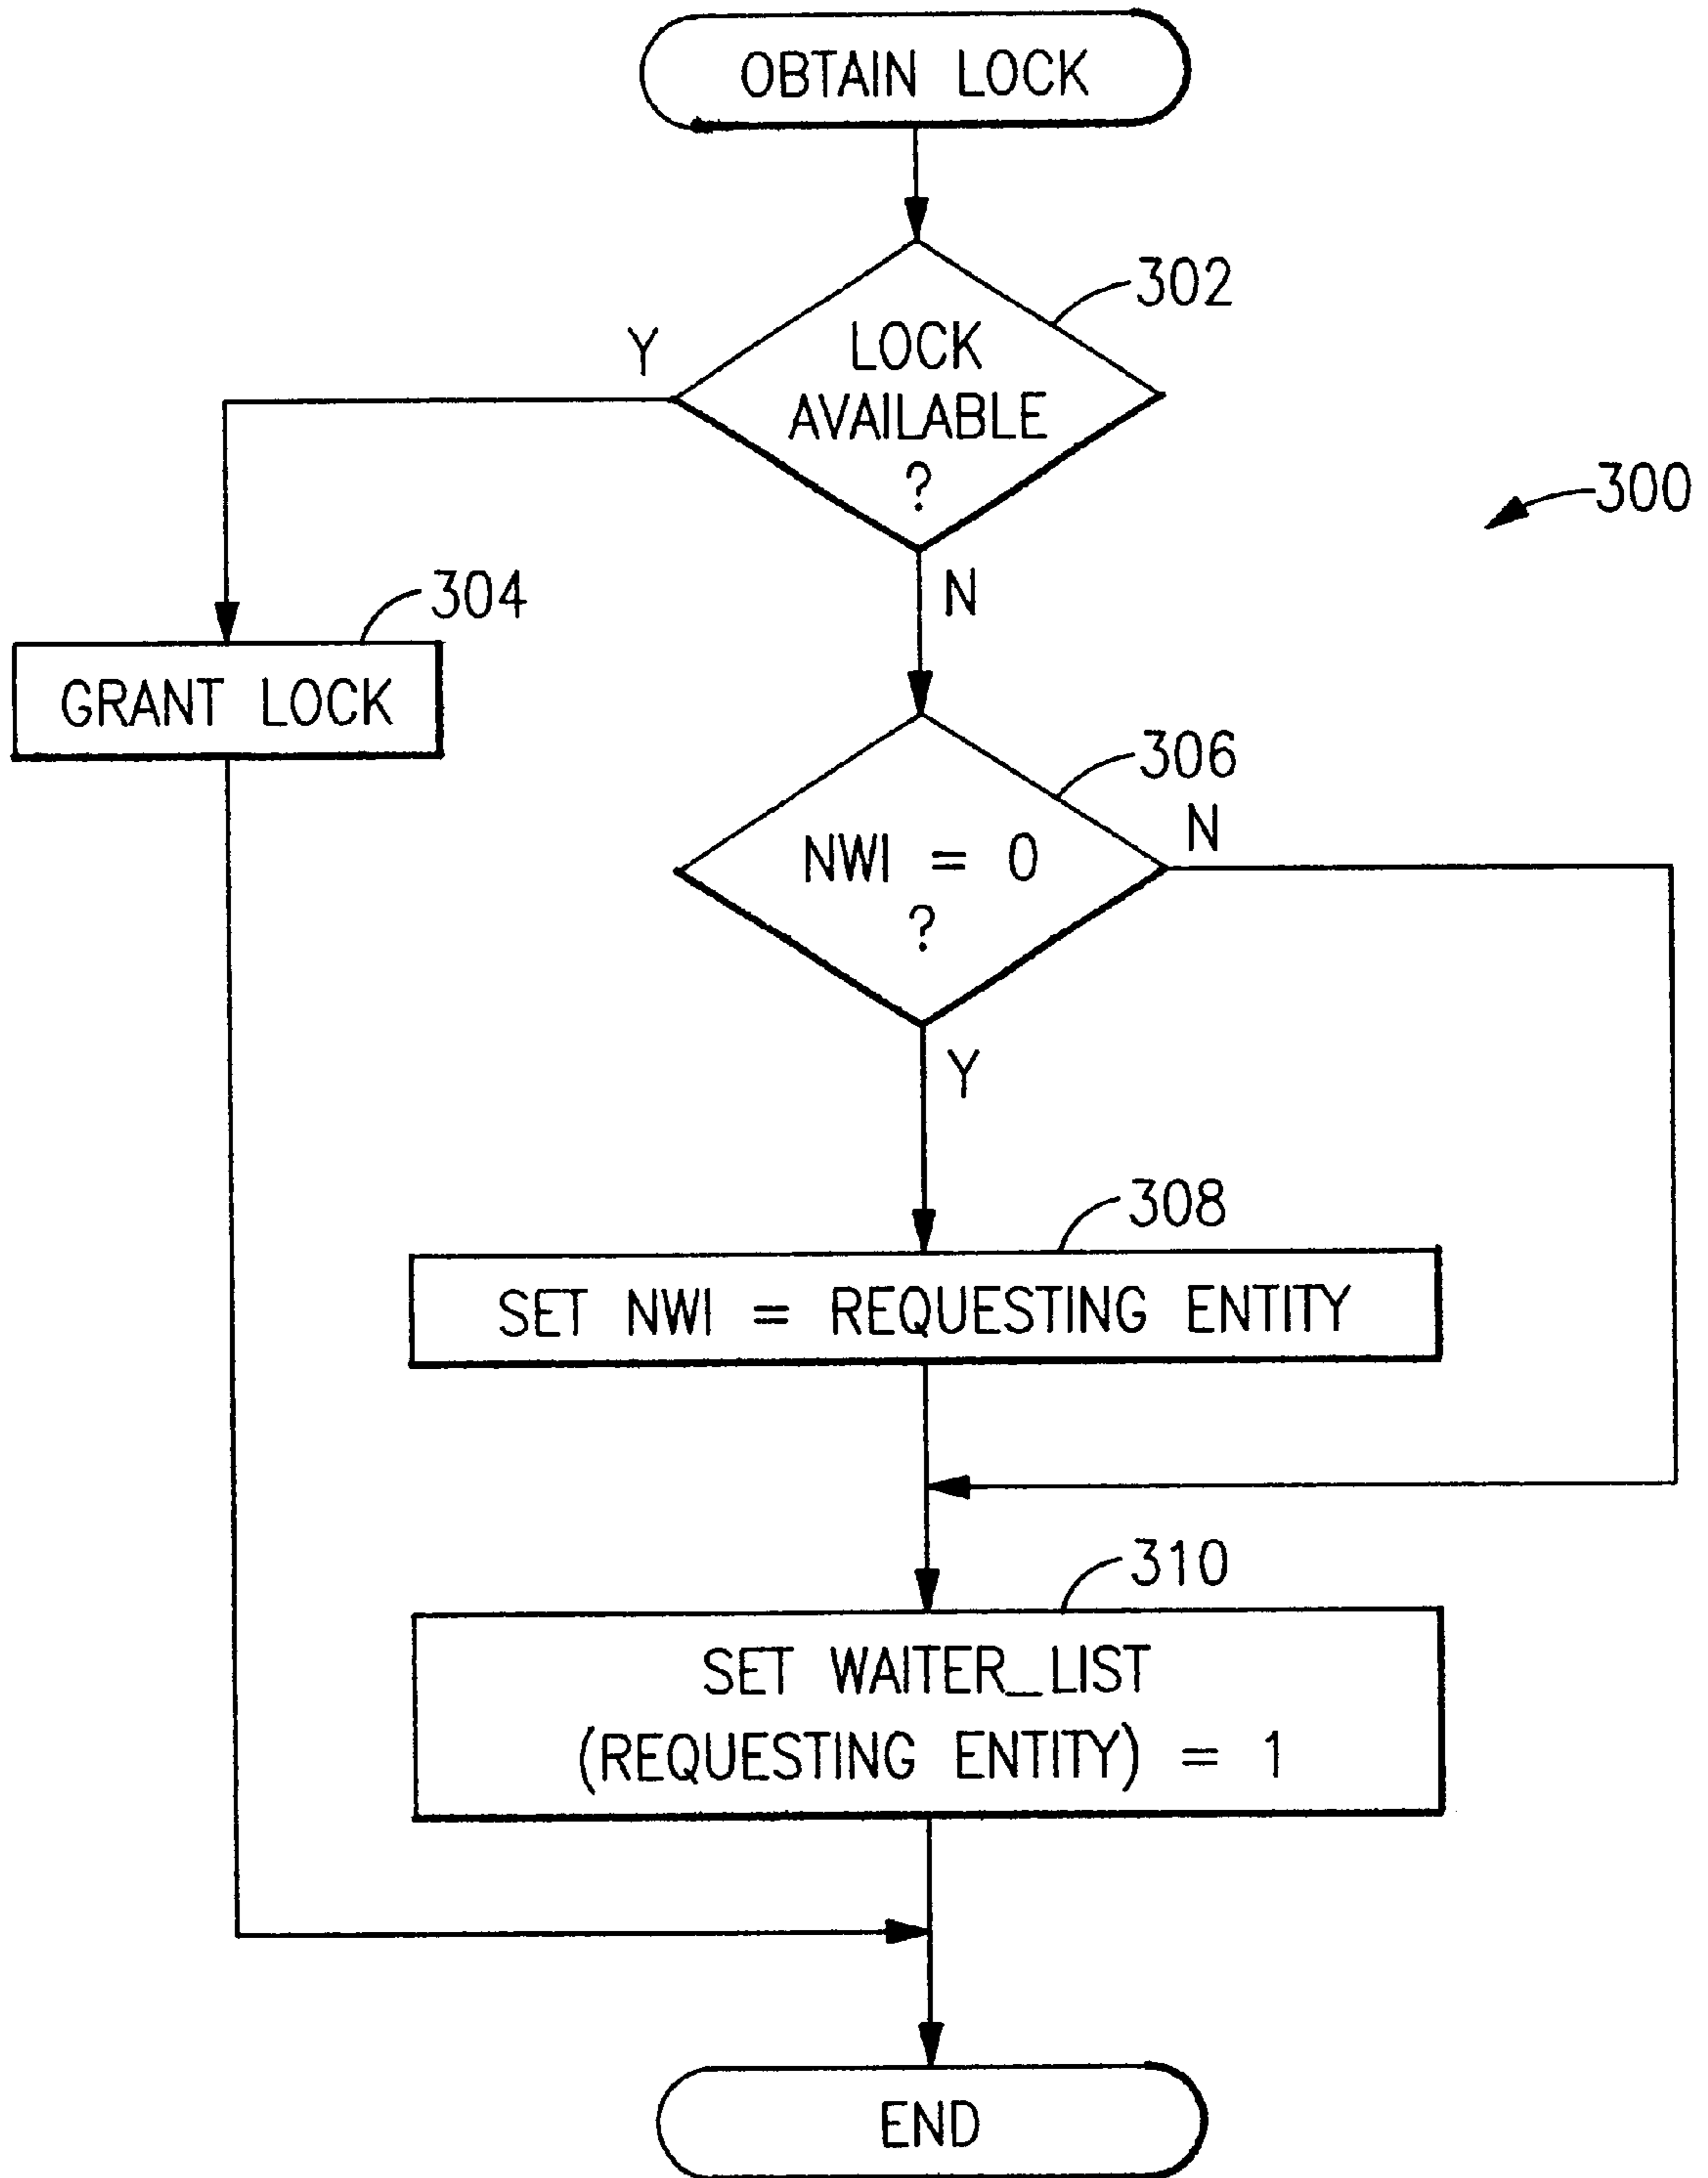 OBTAIN LOCK
302
LOCK
AVAILABLE
?
Y
N
300
304
GRANT LOCK
306
NWI = 0
?
N
Y
308
SET NWI = REQUESTING ENTITY
310
SET WAITER_LIST
(REQUESTING ENTITY) = 1
END